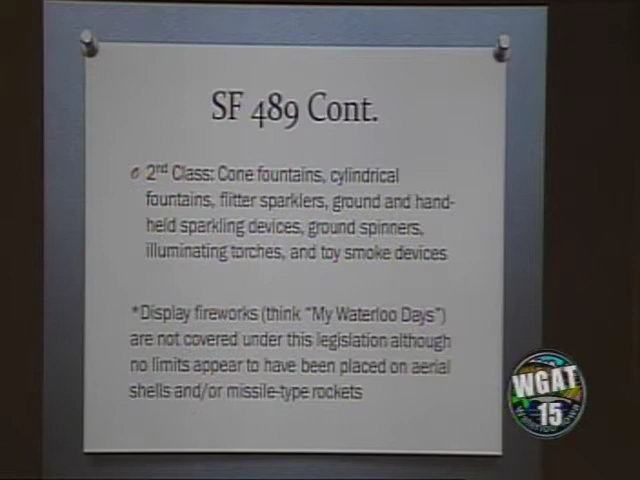 SF 489 Cont.
2nd Class: Cone fountains, cylindrical
fountains, flitter sparklers, ground and hand-
held sparkling devices, ground spinners,
illuminating torches, and toy smoke devices
*Display fireworks (think "My Waterloo Days")
are not covered under this legislation although
no limits appear to have been placed on aerial
shells and/or missile-type rockets
WGAT
15
Waterloo, Iowa